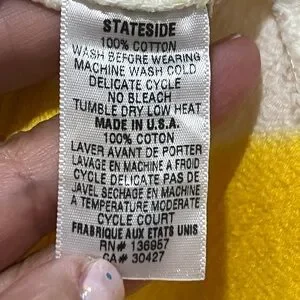 STATESIDE
100% COTTON
WASH BEFORE WEARING
MACHINE WASH COLD
DELICATE CYCLE
NO BLEACH
TUMBLE DRY LOW HEAT
MADE IN U.S.A.
100% COTON
LAVER AVANT DE PORTER
LAVAGE EN MACHINE A FROID
CYCLE DELICATE PAS DE
JAVEL SECHAGE EN MACHINE
A TEMPERATURE MODERATE
CYCLE COURT
FRABRIQUE AUX ETATS UNIS
RN# 136957
CA# 30427